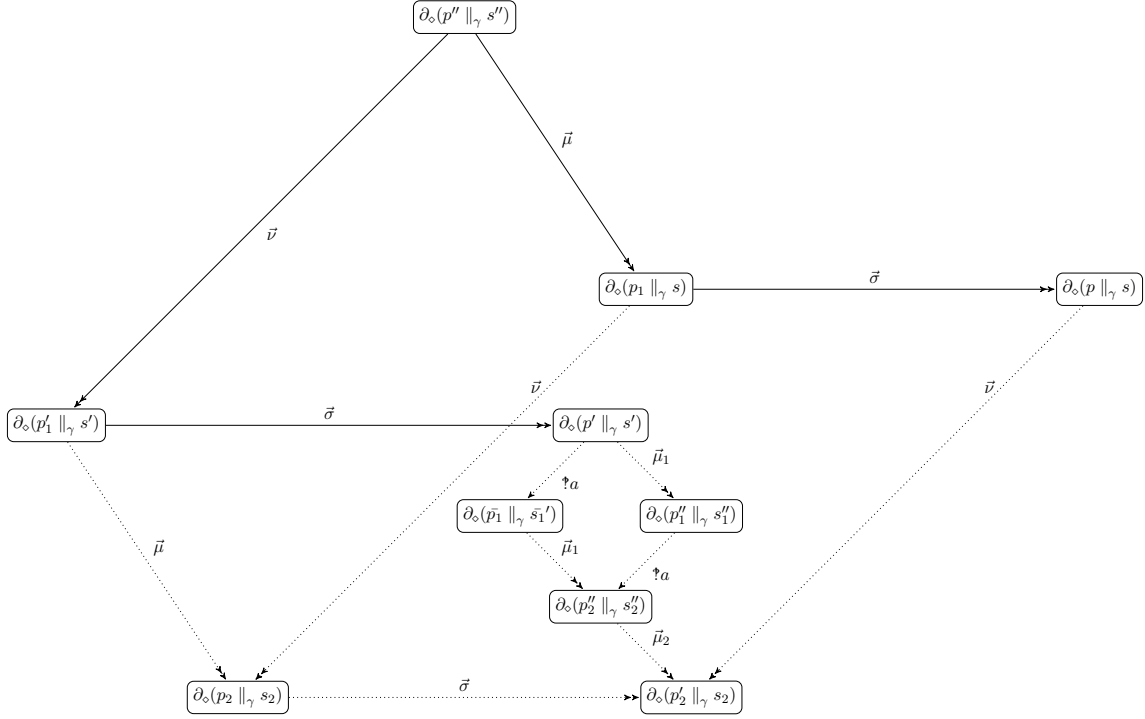 ∂⋄(p″ ∥γ s″)
μ⃗
ν⃗
∂⋄(p₁ ∥γ s)
σ⃗
∂⋄(p ∥γ s)
ν⃗
ν⃗
∂⋄(p′₁ ∥γ s′)
σ⃗
∂⋄(p′ ∥γ s′)
μ⃗₁
‽a
∂⋄(p̄₁ ∥γ s̄₁′)
∂⋄(p″₁ ∥γ s″₁)
μ⃗
μ⃗₁
‽a
∂⋄(p″₂ ∥γ s″₂)
μ⃗₂
∂⋄(p₂ ∥γ s₂)
σ⃗
∂⋄(p′₂ ∥γ s₂)